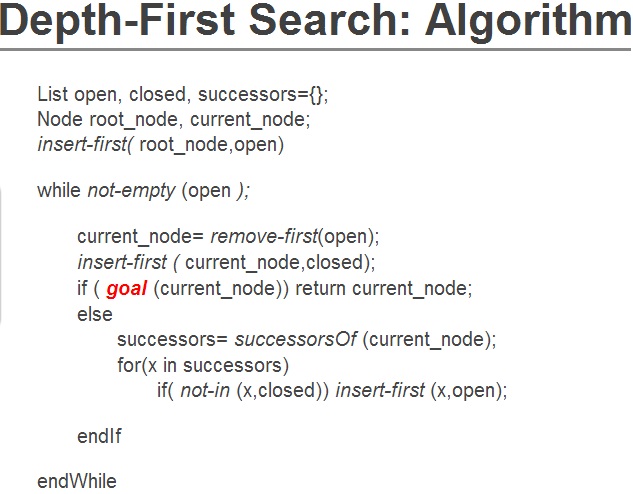 Depth-First Search: Algorithm
List open, closed, successors={};
Node root_node, current_node;
insert-first( root_node,open)
while not-empty (open );
current_node= remove-first(open);
insert-first ( current_node,closed);
if ( goal (current_node)) return current_node;
else
successors= successorsOf (current_node);
for(x in successors)
if( not-in (x,closed)) insert-first (x,open);
endIf
endWhile